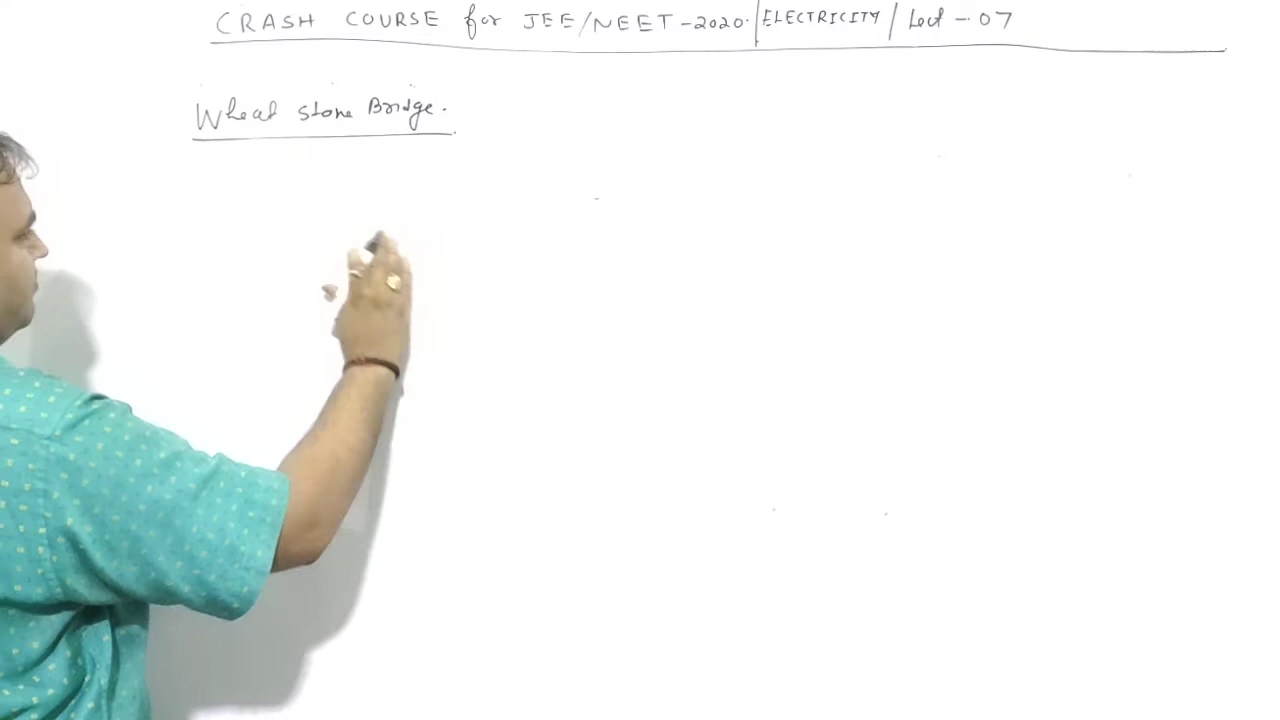 CRASH COURSE for JEE/NEET-2020. | ELECTRICITY / Lect - 07
Wheat stone Bridge.